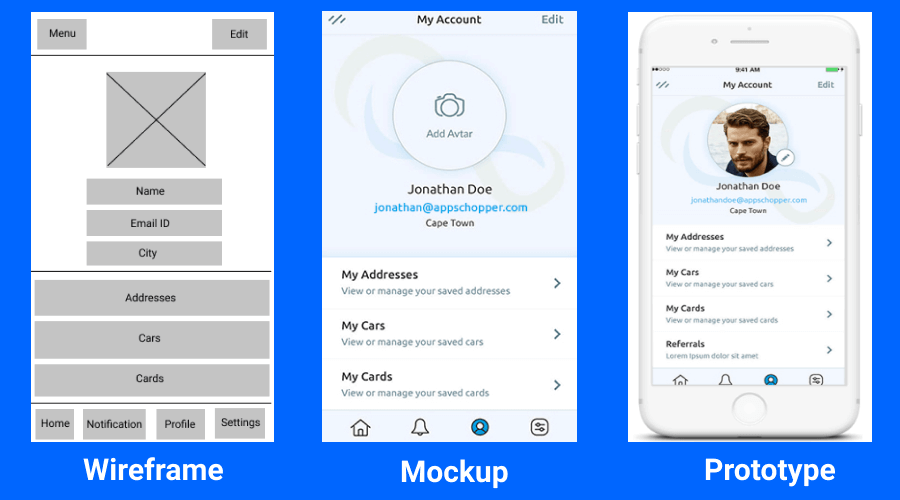 Menu
Edit
Name
Email ID
City
Addresses
Cars
Cards
Home
Notification
Profile
Settings
Wireframe
My Account
Edit
Add Avtar
Jonathan Doe
jonathan@appschopper.com
Cape Town
My Addresses
View or manage your saved addresses
My Cars
View or manage your saved cars
My Cards
View or manage your saved cards
Mockup
9:41 AM
My Account
Edit
Jonathan Doe
jonathandoe@appschopper.com
Cape Town
My Addresses
View or manage your saved addresses
My Cars
View or manage your saved cars
My Cards
View or manage your saved cards
Referrals
Lorem Ipsum dolor sit amet
Prototype